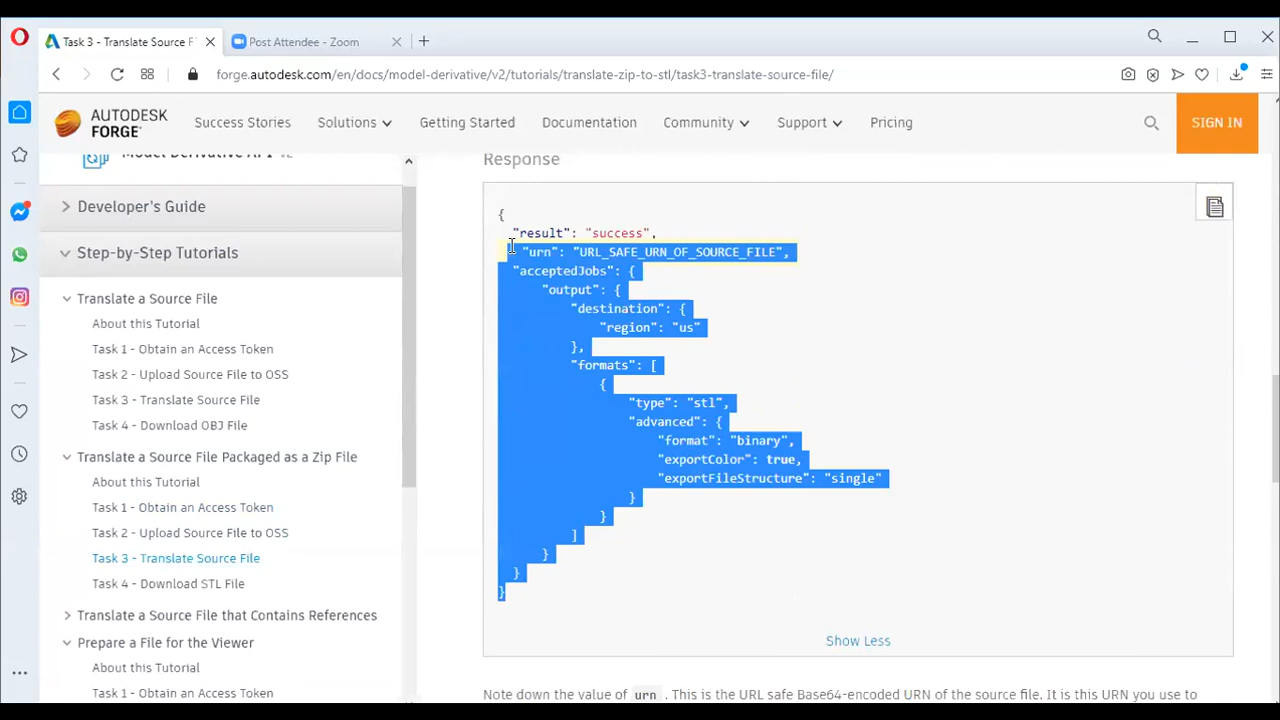 Task 3 - Translate Source F
Post Attendee - Zoom
forge.autodesk.com/en/docs/model-derivative/v2/tutorials/translate-zip-to-stl/task3-translate-source-file/
AUTODESK
FORGE
Success Stories
Solutions
Getting Started
Documentation
Community
Support
Pricing
SIGN IN
Model Derivative API v2
Developer's Guide
Step-by-Step Tutorials
Translate a Source File
About this Tutorial
Task 1 - Obtain an Access Token
Task 2 - Upload Source File to OSS
Task 3 - Translate Source File
Task 4 - Download OBJ File
Translate a Source File Packaged as a Zip File
About this Tutorial
Task 1 - Obtain an Access Token
Task 2 - Upload Source File to OSS
Task 3 - Translate Source File
Task 4 - Download STL File
Translate a Source File that Contains References
Prepare a File for the Viewer
About this Tutorial
Task 1 - Obtain an Access Token
Response
{
"result": "success",
"urn": "URL_SAFE_URN_OF_SOURCE_FILE",
"acceptedJobs": {
"output": {
"destination": {
"region": "us"
},
"formats": [
{
"type": "stl",
"advanced": {
"format": "binary",
"exportColor": true,
"exportFileStructure": "single"
}
}
]
}
}
}
Show Less
Note down the value of urn . This is the URL safe Base64-encoded URN of the source file. It is this URN you use to